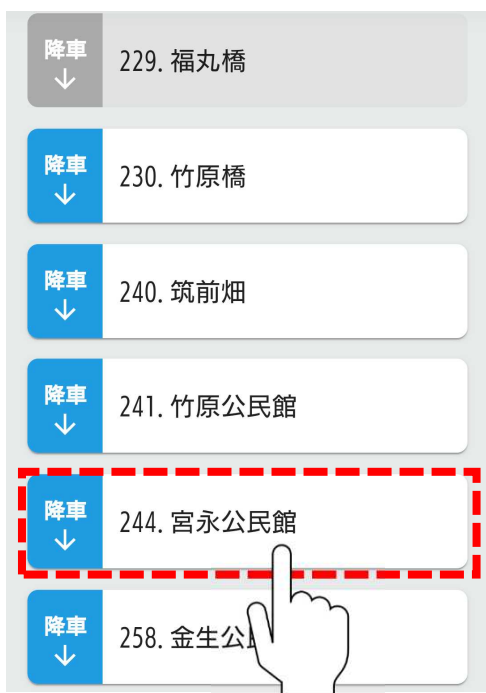 降車
↓
229. 福丸橋
降車
↓
230. 竹原橋
降車
↓
240. 筑前畑
降車
↓
241. 竹原公民館
降車
↓
244. 宮永公民館
降車
↓
258. 金生公